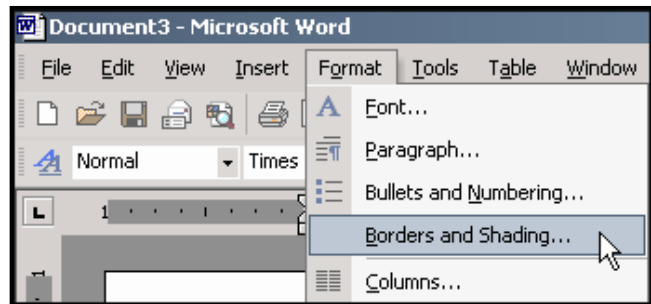 Document3 - Microsoft Word
File Edit View Insert Format Tools Table Window
Font...
Normal Times Paragraph...
Bullets and Numbering...
L 1 Borders and Shading...
Columns...